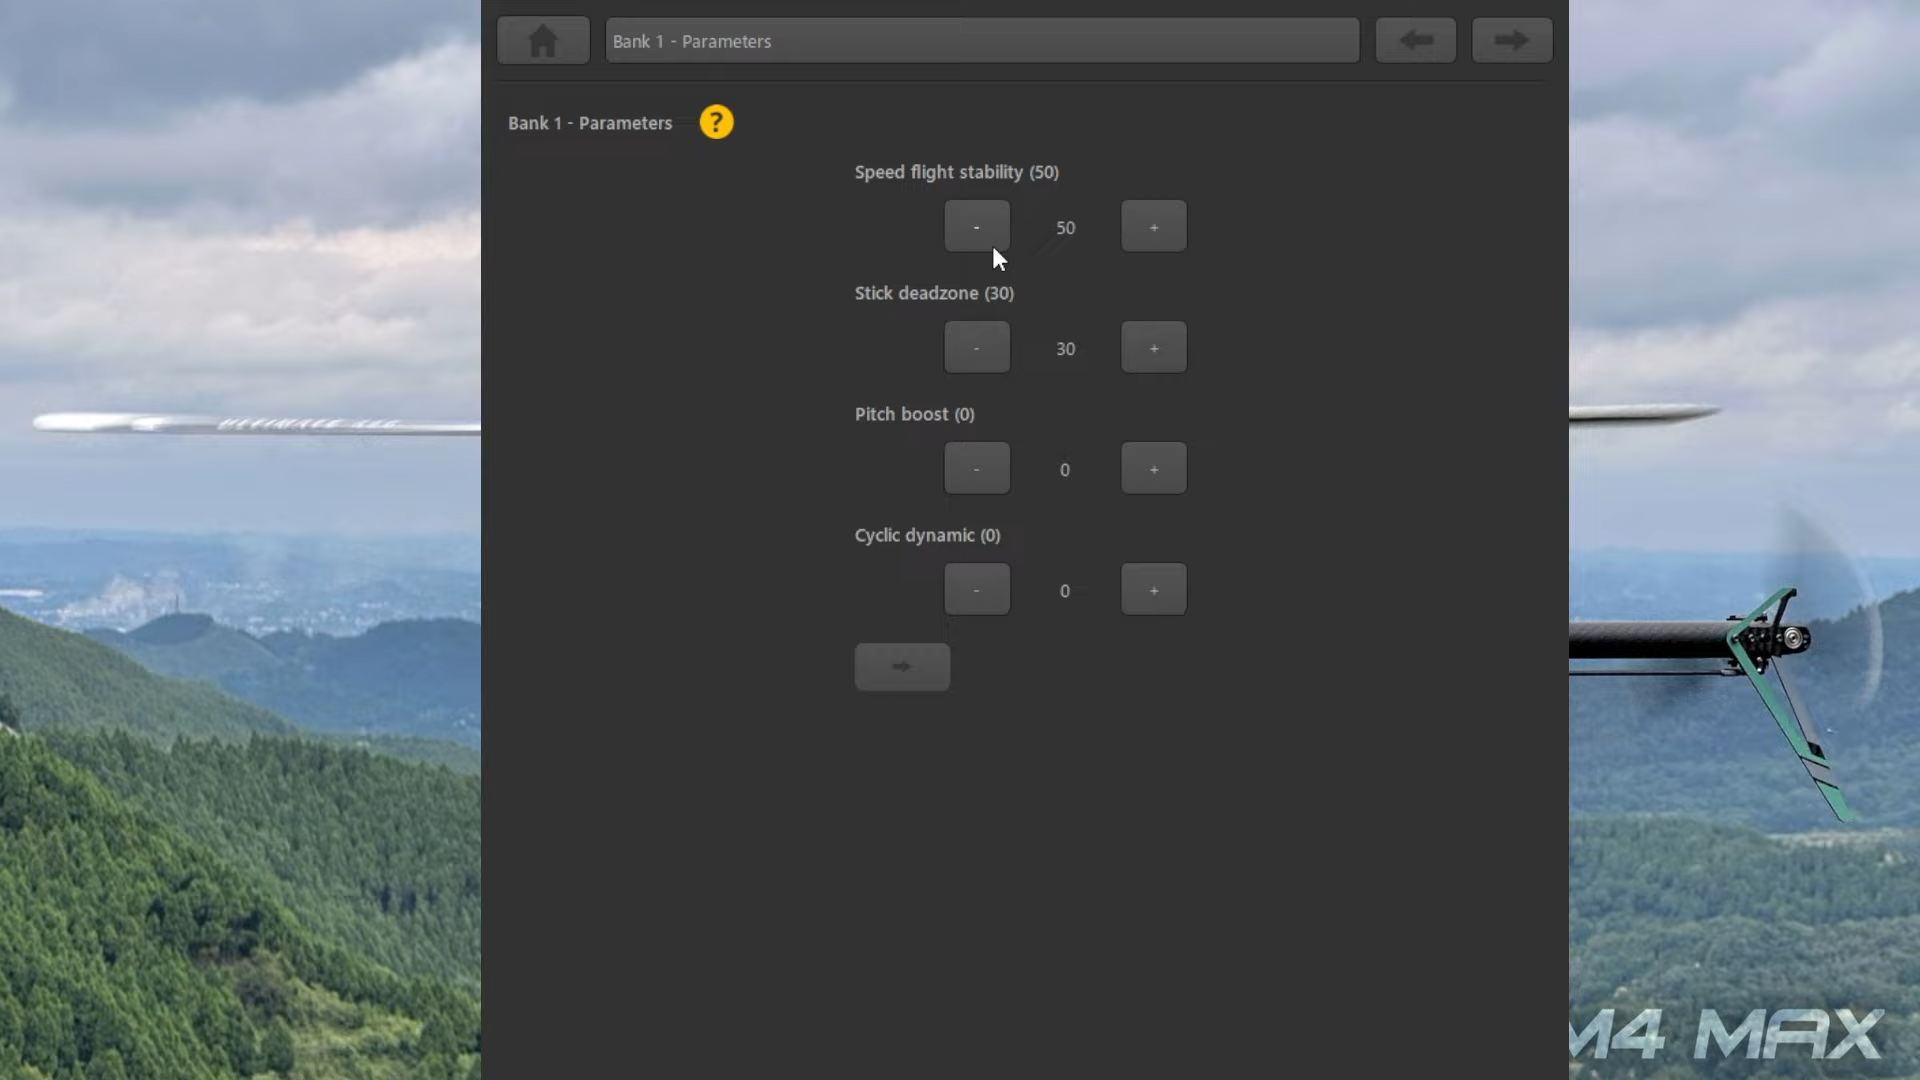 Bank 1 - Parameters
Bank 1 - Parameters ?
Speed flight stability (50)
- 50 +
Stick deadzone (30)
- 30 +
Pitch boost (0)
- 0 +
Cyclic dynamic (0)
- 0 +
M4 MAX